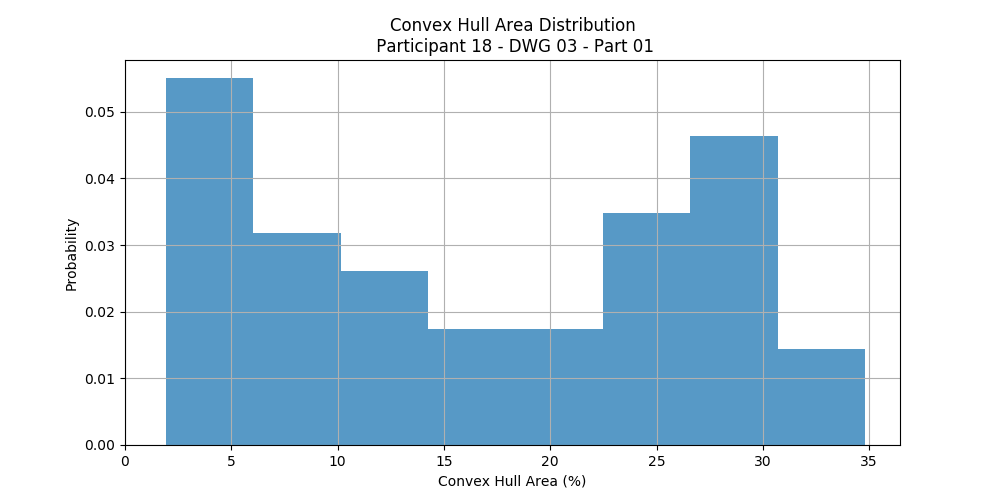 Convex Hull Area Distribution
Participant 18 - DWG 03 - Part 01
Probability
0.05
0.04
0.03
0.02
0.01
0.00
0 5 10 15 20 25 30 35
Convex Hull Area (%)